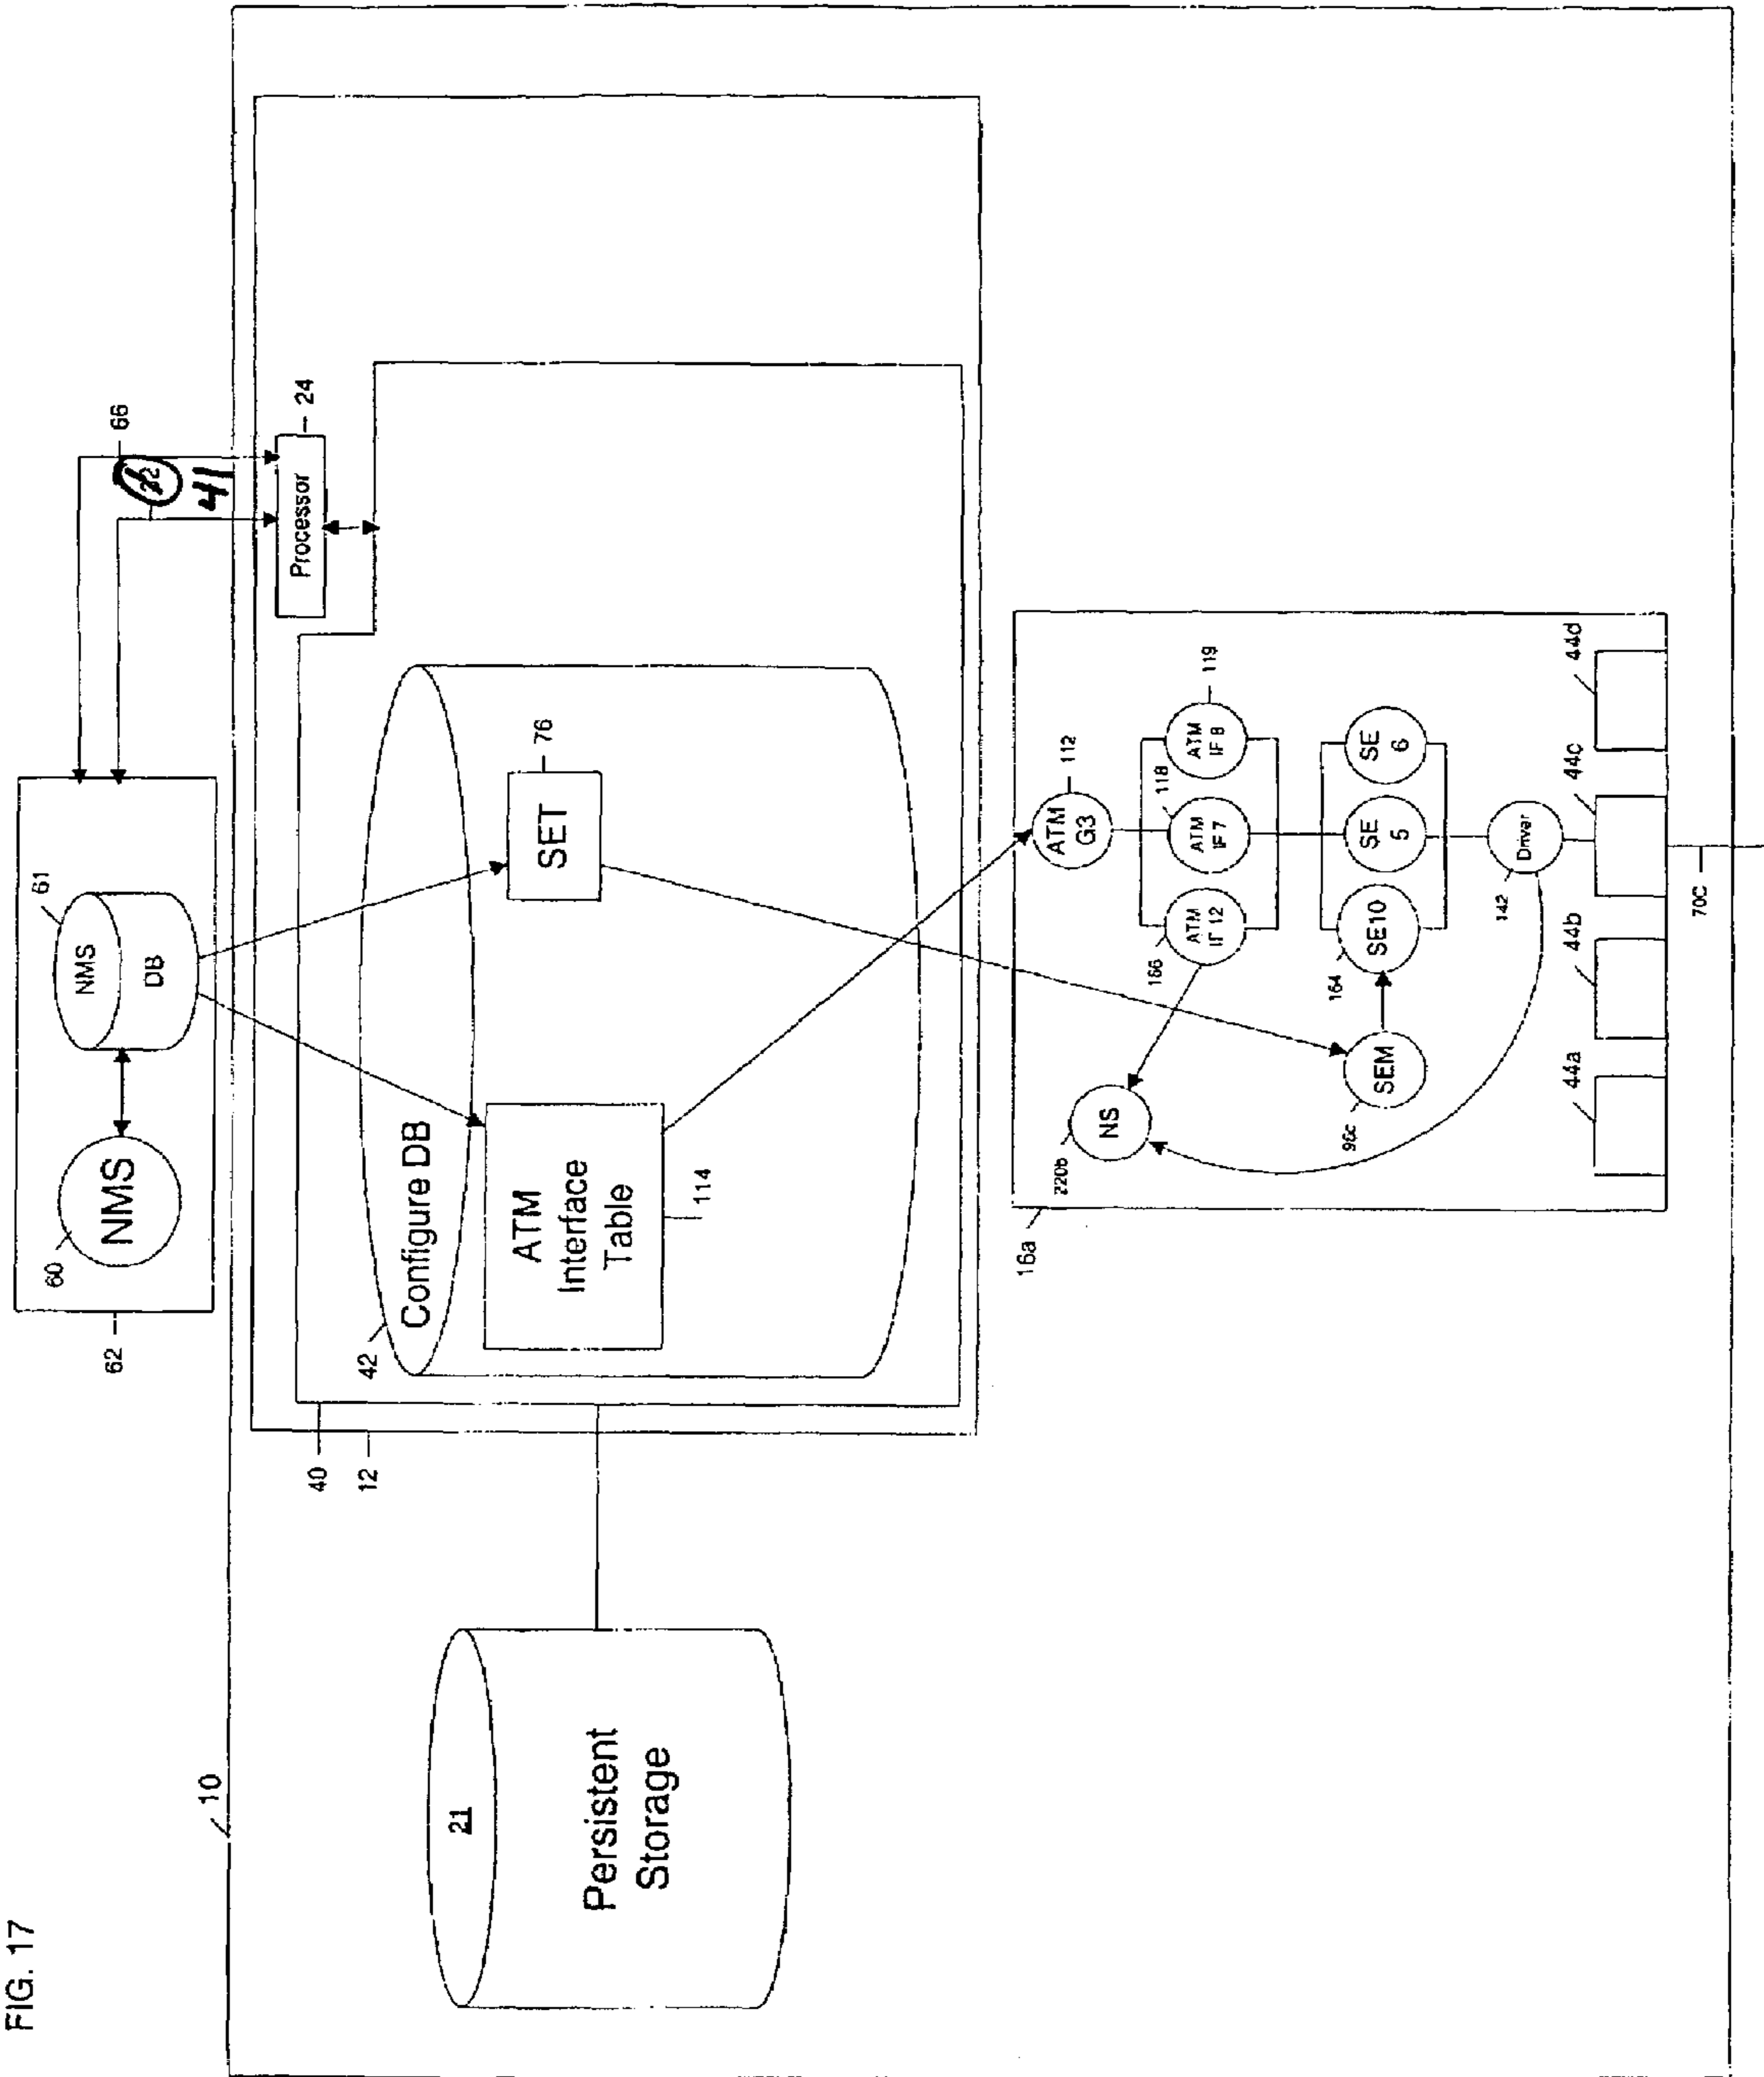 FIG. 17
10
62
60
NMS
61
NMS
DB
66
41
24
Processor
40
12
42
Configure DB
ATM
Interface
Table
114
SET
76
21
Persistent
Storage
16a
220b
NS
96c
SEM
166
ATM
IF 12
118
ATM
IF7
119
ATM
IF 8
112
ATM
G3
164
SE10
SE
5
SE
6
142
Driver
44a
44b
44c
44d
70C